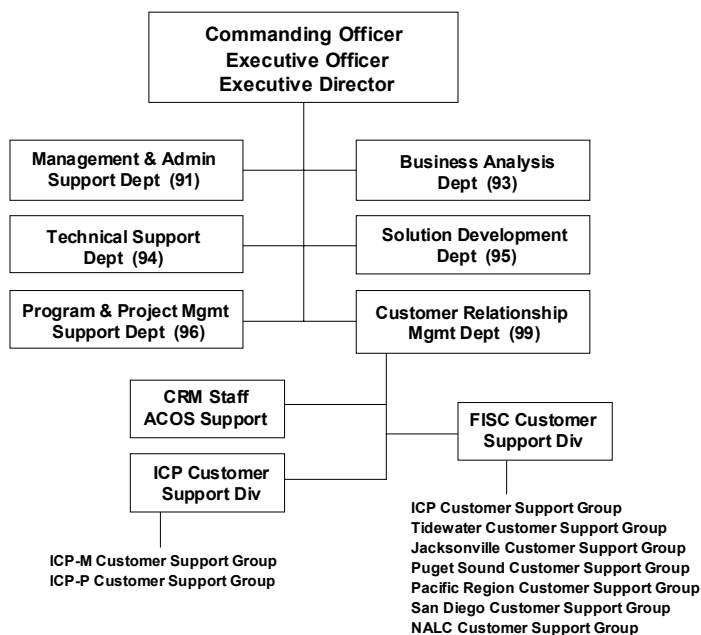 Commanding Officer
Executive Officer
Executive Director
Management & Admin
Support Dept (91)
Business Analysis
Dept (93)
Technical Support
Dept (94)
Solution Development
Dept (95)
Program & Project Mgmt
Support Dept (96)
Customer Relationship
Mgmt Dept (99)
CRM Staff
ACOS Support
FISC Customer
Support Div
ICP Customer
Support Div
ICP-M Customer Support Group
ICP-P Customer Support Group
ICP Customer Support Group
Tidewater Customer Support Group
Jacksonville Customer Support Group
Puget Sound Customer Support Group
Pacific Region Customer Support Group
San Diego Customer Support Group
NALC Customer Support Group